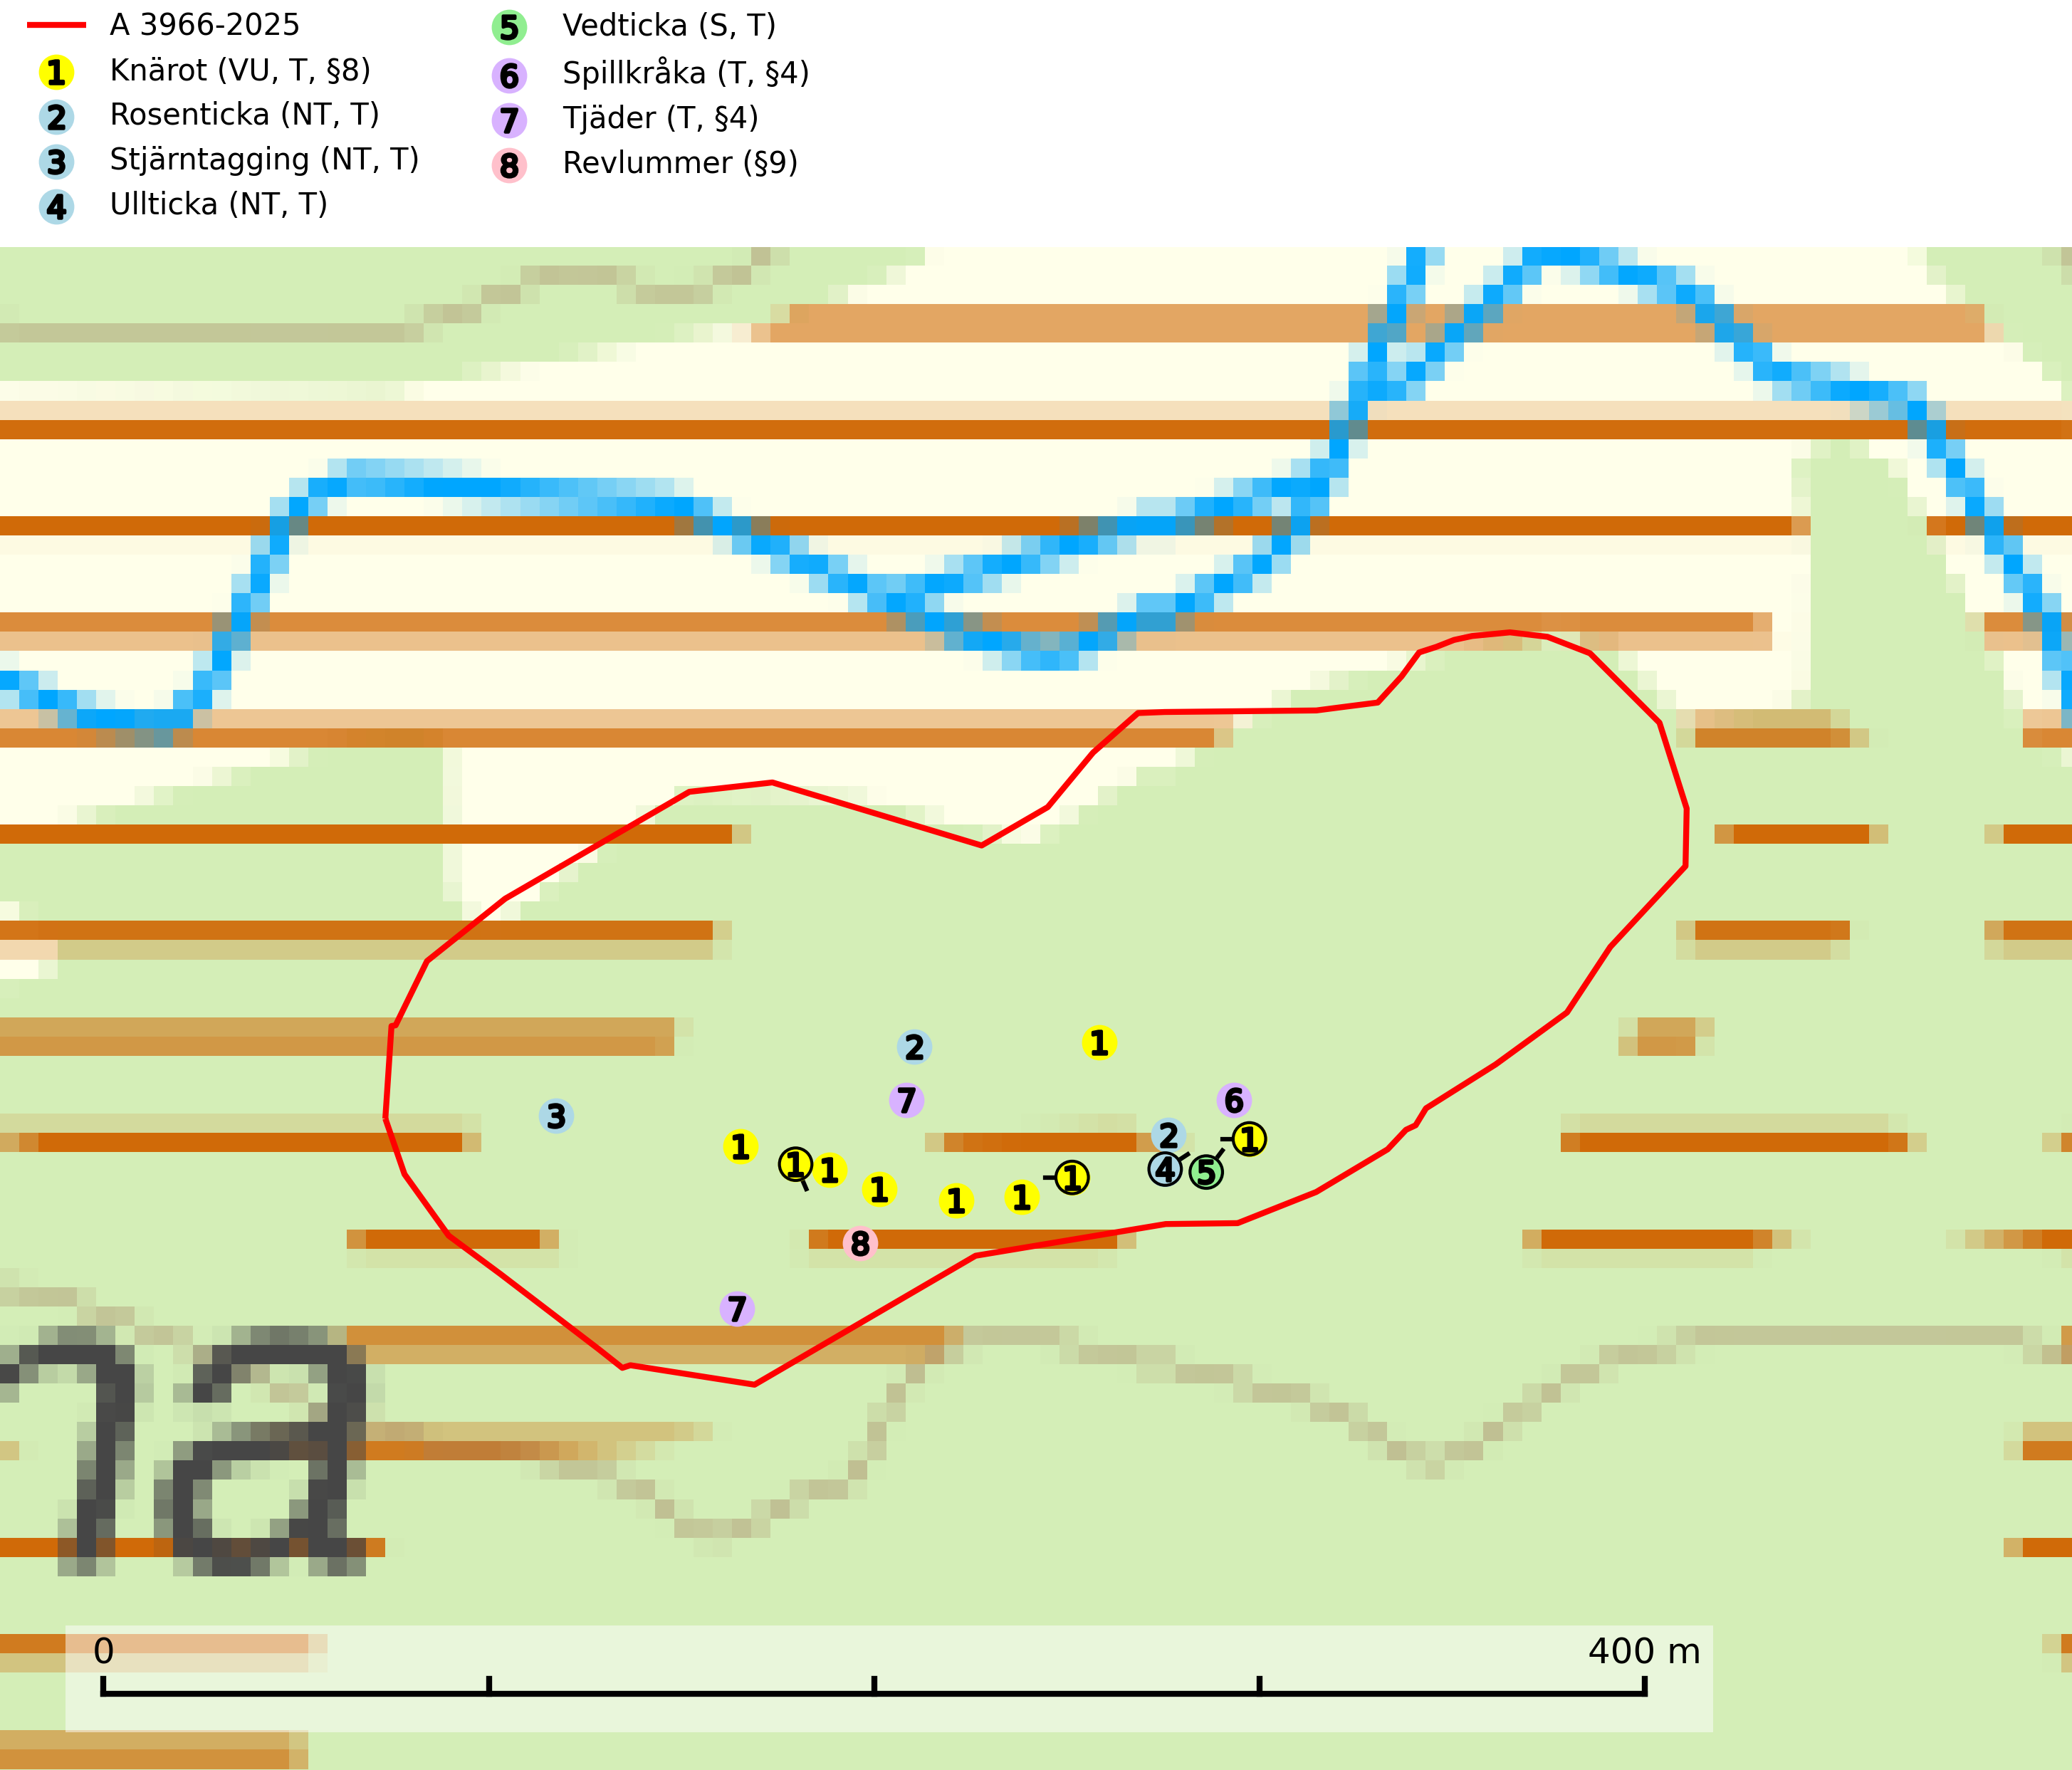 A 3966-2025
1 Knärot (VU, T, §8)
2 Rosenticka (NT, T)
3 Stjärntagging (NT, T)
4 Ullticka (NT, T)
5 Vedticka (S, T)
6 Spillkråka (T, §4)
7 Tjäder (T, §4)
8 Revlummer (§9)
2
1
7
6
3
2
1
1
1
1
4
5
1
1
1
1
1
8
7
a
0 400 m